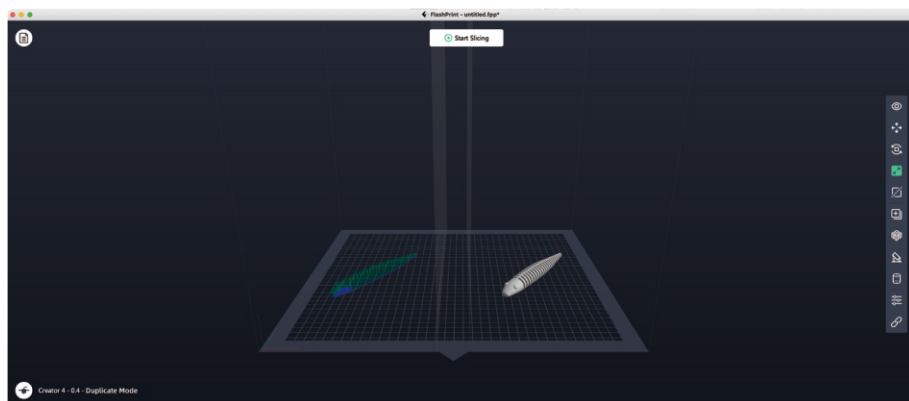 FlashPrint - untitled.fpp*
Start Slicing
Creator 4 - 0.4 - Duplicate Mode